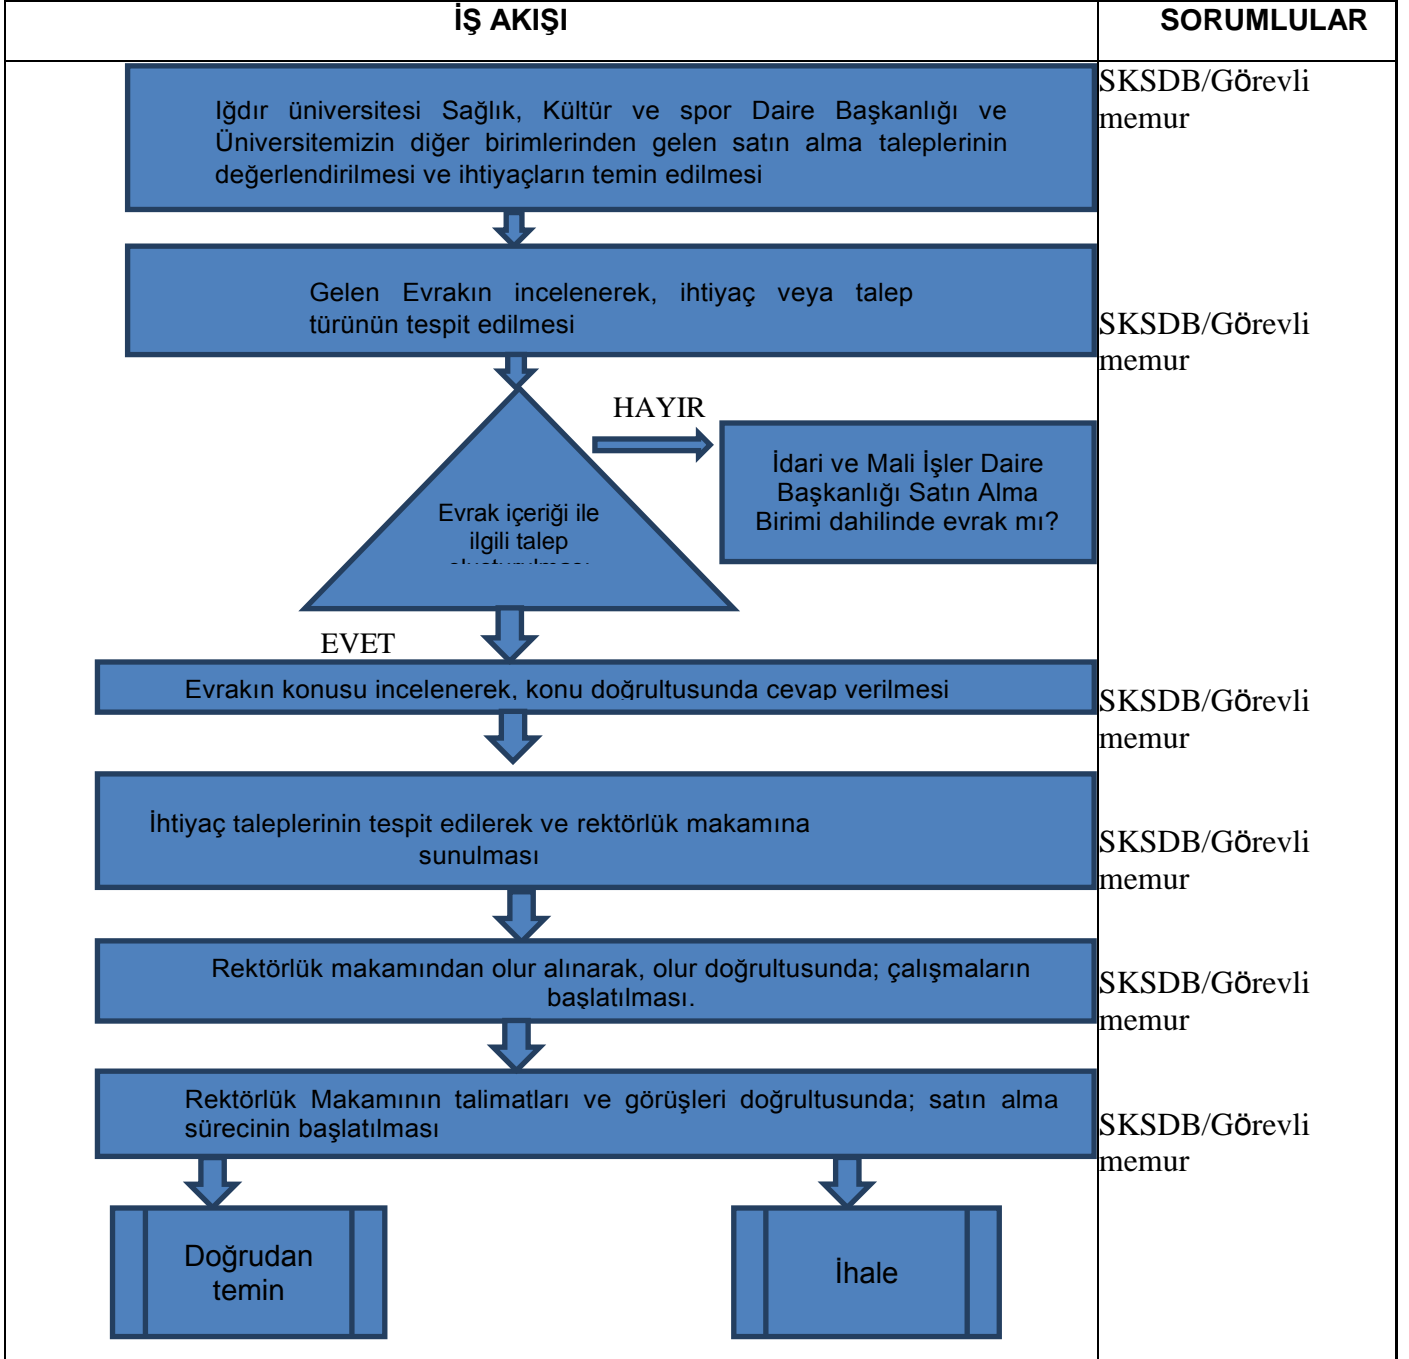 İŞ AKIŞI
SORUMLULAR
Iğdır üniversitesi Sağlık, Kültür ve spor Daire Başkanlığı ve
Üniversitemizin diğer birimlerinden gelen satın alma taleplerinin
değerlendirilmesi ve ihtiyaçların temin edilmesi
SKSDB/Görevli
memur
Gelen Evrakın incelenerek, ihtiyaç veya talep
türünün tespit edilmesi
SKSDB/Görevli
memur
HAYIR
İdari ve Mali İşler Daire
Başkanlığı Satın Alma
Birimi dahilinde evrak mı?
Evrak içeriği ile
ilgili talep
oluşturulması
EVET
Evrakın konusu incelenerek, konu doğrultusunda cevap verilmesi
SKSDB/Görevli
memur
İhtiyaç taleplerinin tespit edilerek ve rektörlük makamına
sunulması
SKSDB/Görevli
memur
Rektörlük makamından olur alınarak, olur doğrultusunda; çalışmaların
başlatılması.
SKSDB/Görevli
memur
Rektörlük Makamının talimatları ve görüşleri doğrultusunda; satın alma
sürecinin başlatılması
SKSDB/Görevli
memur
Doğrudan
temin
İhale